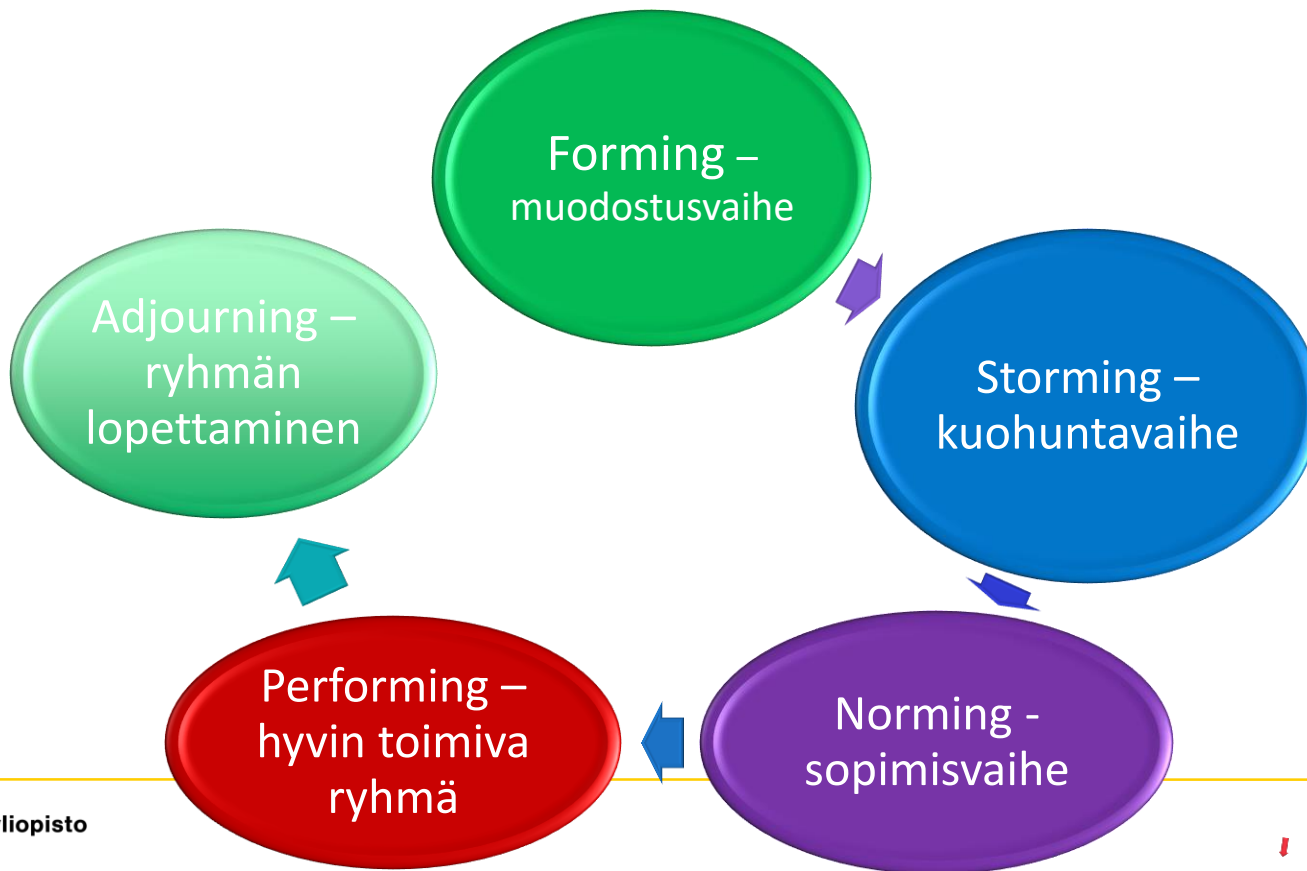 Forming –
muodostusvaihe
Storming –
kuohuntavaihe
Norming -
sopimisvaihe
Performing –
hyvin toimiva
ryhmä
Adjourning –
ryhmän
lopettaminen
liopisto